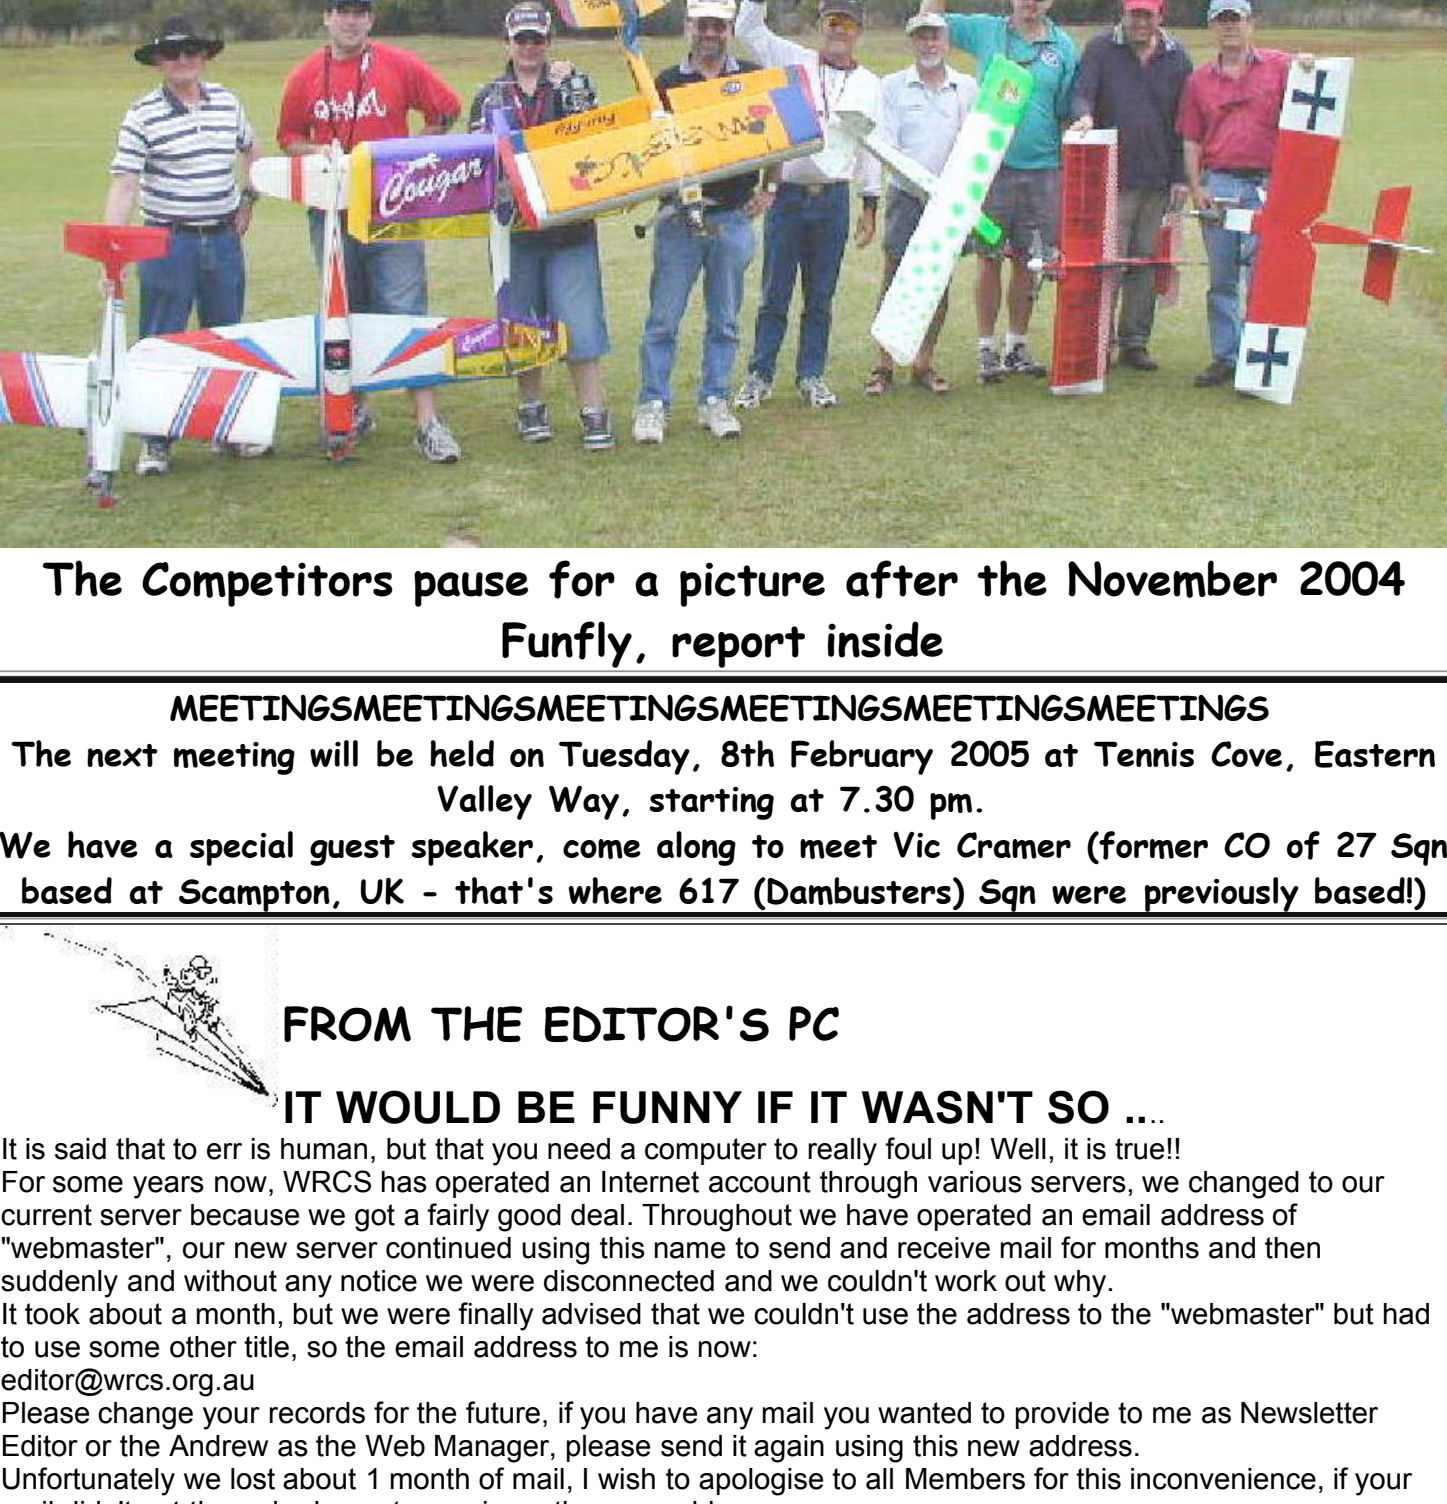 Cougar
Cougar
The Competitors pause for a picture after the November 2004
Funfly, report inside
MEETINGSMEETINGSMEETINGSMEETINGSMEETINGSMEETINGS
The next meeting will be held on Tuesday, 8th February 2005 at Tennis Cove, Eastern
Valley Way, starting at 7.30 pm.
We have a special guest speaker, come along to meet Vic Cramer (former CO of 27 Sqn
based at Scampton, UK - that's where 617 (Dambusters) Sqn were previously based!)
FROM THE EDITOR'S PC
IT WOULD BE FUNNY IF IT WASN'T SO ....
It is said that to err is human, but that you need a computer to really foul up! Well, it is true!!
For some years now, WRCS has operated an Internet account through various servers, we changed to our
current server because we got a fairly good deal. Throughout we have operated an email address of
"webmaster", our new server continued using this name to send and receive mail for months and then
suddenly and without any notice we were disconnected and we couldn't work out why.
It took about a month, but we were finally advised that we couldn't use the address to the "webmaster" but had
to use some other title, so the email address to me is now:
editor@wrcs.org.au
Please change your records for the future, if you have any mail you wanted to provide to me as Newsletter
Editor or the Andrew as the Web Manager, please send it again using this new address.
Unfortunately we lost about 1 month of mail, I wish to apologise to all Members for this inconvenience, if your